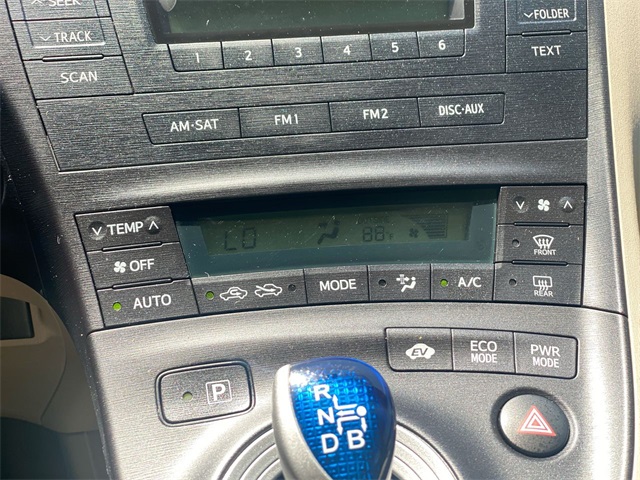 SEEK
FOLDER
TRACK
TEXT
SCAN
1 2 3 4 5 6
AM·SAT FM1 FM2 DISC·AUX
TEMP
OFF
AUTO
LO 88
MODE
A/C
FRONT
REAR
EV
ECO MODE
PWR MODE
P
R
N
D B